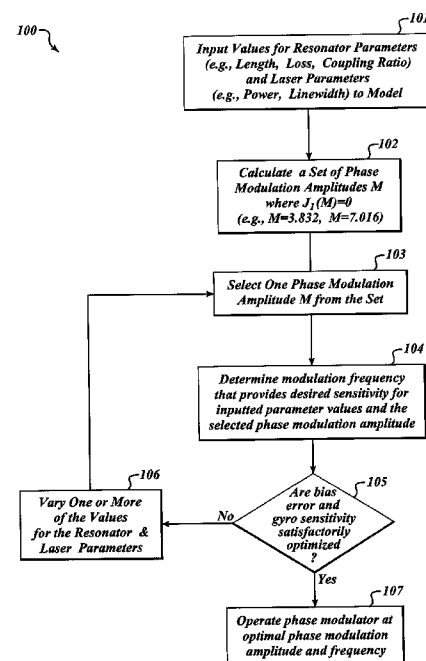 100
101
Input Values for Resonator Parameters
(e.g., Length, Loss, Coupling Ratio)
and Laser Parameters
(e.g., Power, Linewidth) to Model
102
Calculate a Set of Phase
Modulation Amplitudes M
where J1(M)=0
(e.g., M=3.832, M=7.016)
103
Select One Phase Modulation
Amplitude M from the Set
104
Determine modulation frequency
that provides desired sensitivity for
inputted parameter values and the
selected phase modulation amplitude
105
Are bias
error and
gyro sensitivity
satisfactorily
optimized
?
No
106
Vary One or More
of the Values
for the Resonator &
Laser Parameters
Yes
107
Operate phase modulator at
optimal phase modulation
amplitude and frequency